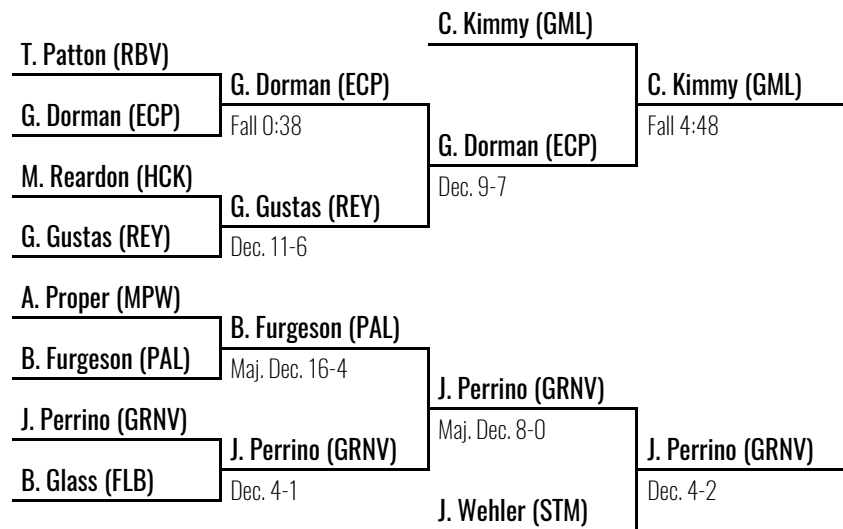 T. Patton (RBV)
G. Dorman (ECP)
M. Reardon (HCK)
G. Gustas (REY)
A. Proper (MPW)
B. Furgeson (PAL)
J. Perrino (GRNV)
B. Glass (FLB)
G. Dorman (ECP)
Fall 0:38
G. Gustas (REY)
Dec. 11-6
B. Furgeson (PAL)
Maj. Dec. 16-4
J. Perrino (GRNV)
Dec. 4-1
C. Kimmy (GML)
G. Dorman (ECP)
Dec. 9-7
J. Perrino (GRNV)
Maj. Dec. 8-0
J. Wehler (STM)
C. Kimmy (GML)
Fall 4:48
J. Perrino (GRNV)
Dec. 4-2